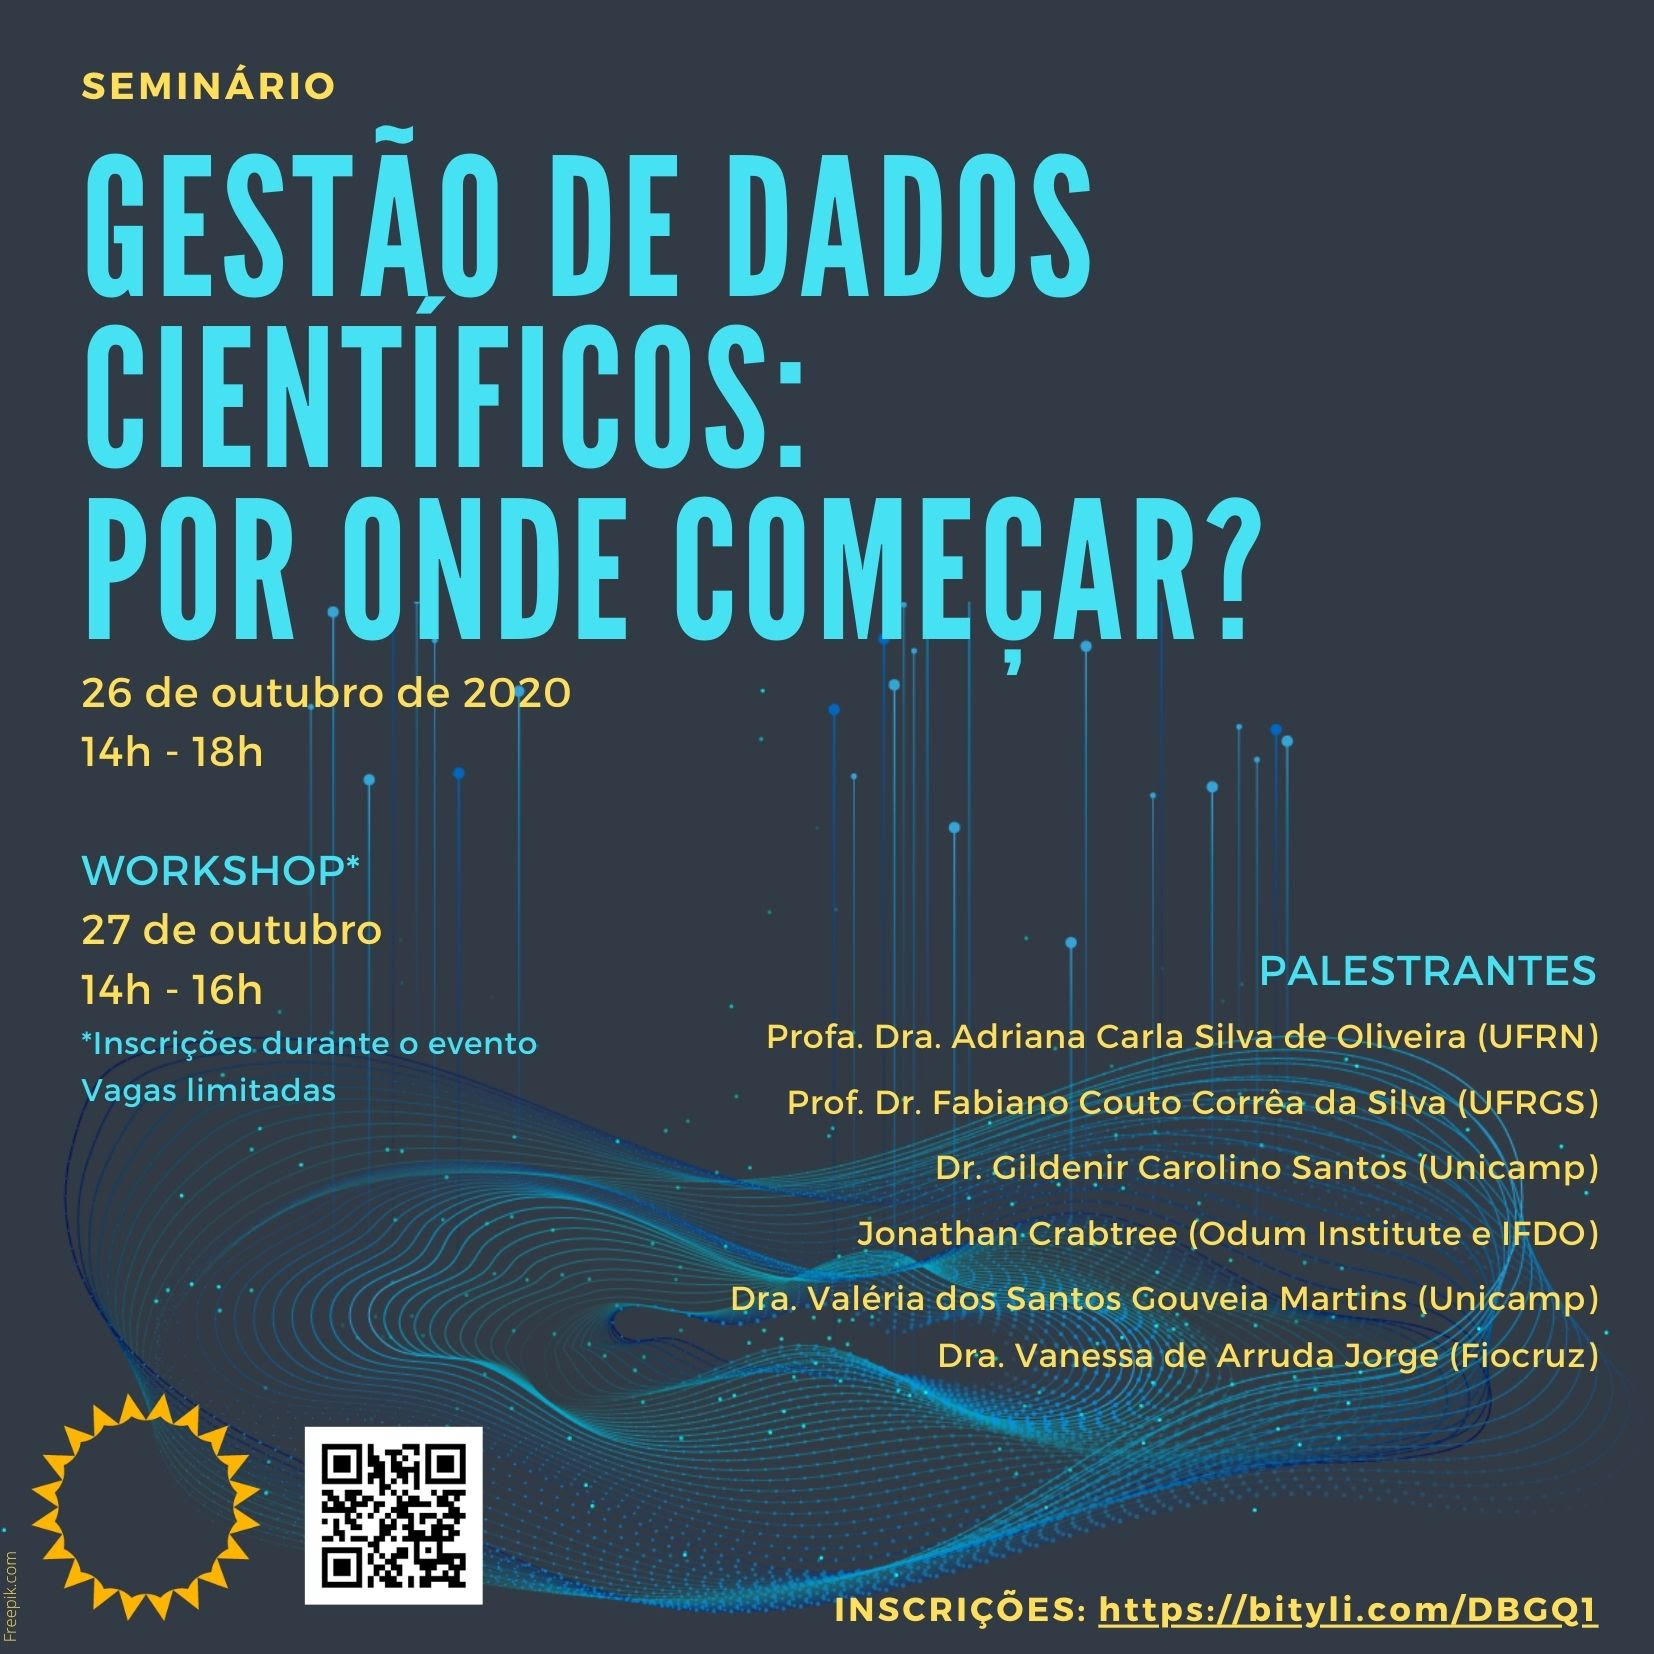 SEMINÁRIO
GESTÃO DE DADOS
CIENTÍFICOS:
POR ONDE COMEÇAR?
26 de outubro de 2020
14h - 18h
WORKSHOP*
27 de outubro
14h - 16h
*Inscrições durante o evento
Vagas limitadas
PALESTRANTES
Profa. Dra. Adriana Carla Silva de Oliveira (UFRN)
Prof. Dr. Fabiano Couto Corrêa da Silva (UFRGS)
Dr. Gildenir Carolino Santos (Unicamp)
Jonathan Crabtree (Odum Institute e IFDO)
Dra. Valéria dos Santos Gouveia Martins (Unicamp)
Dra. Vanessa de Arruda Jorge (Fiocruz)
INSCRIÇÕES: https://bityli.com/DBGQ1
Freepik.com